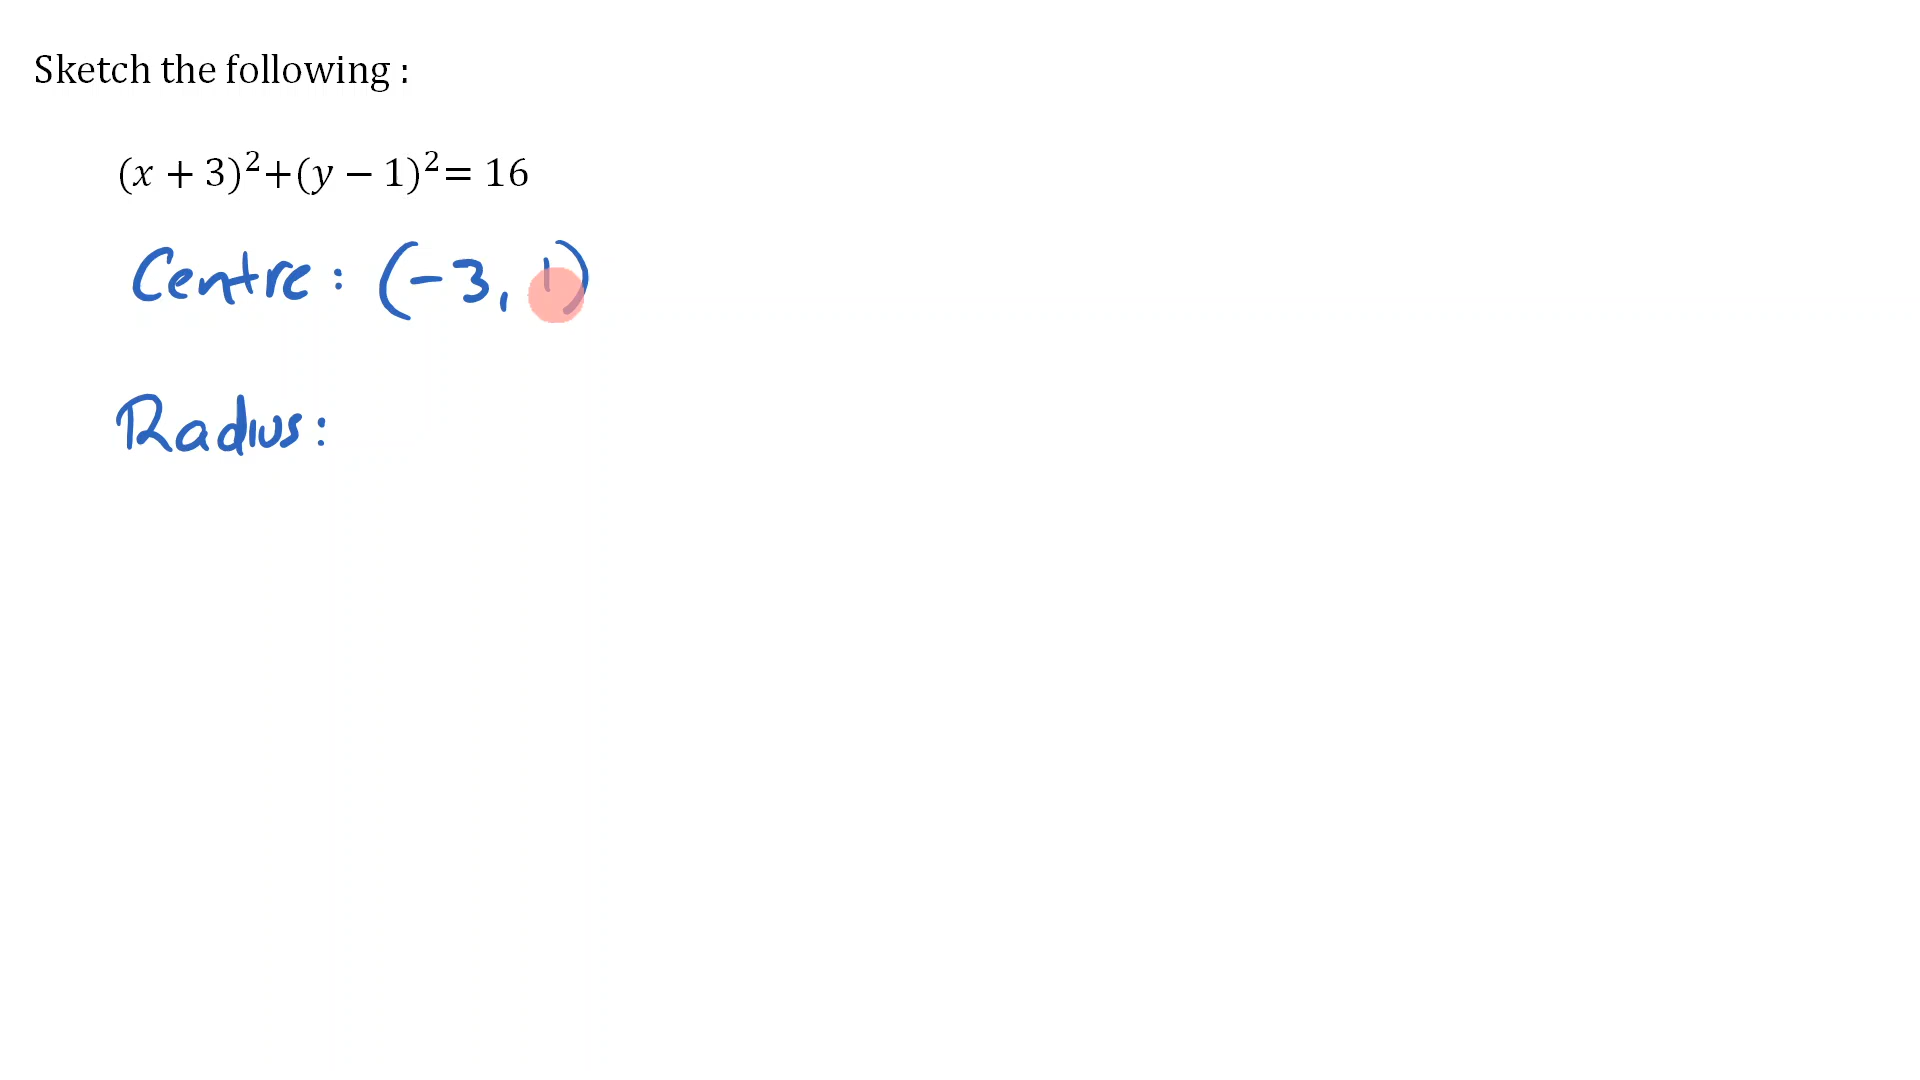 Sketch the following :
(x + 3)²+(y − 1)²= 16
Centre : (-3, 1)
Radius :